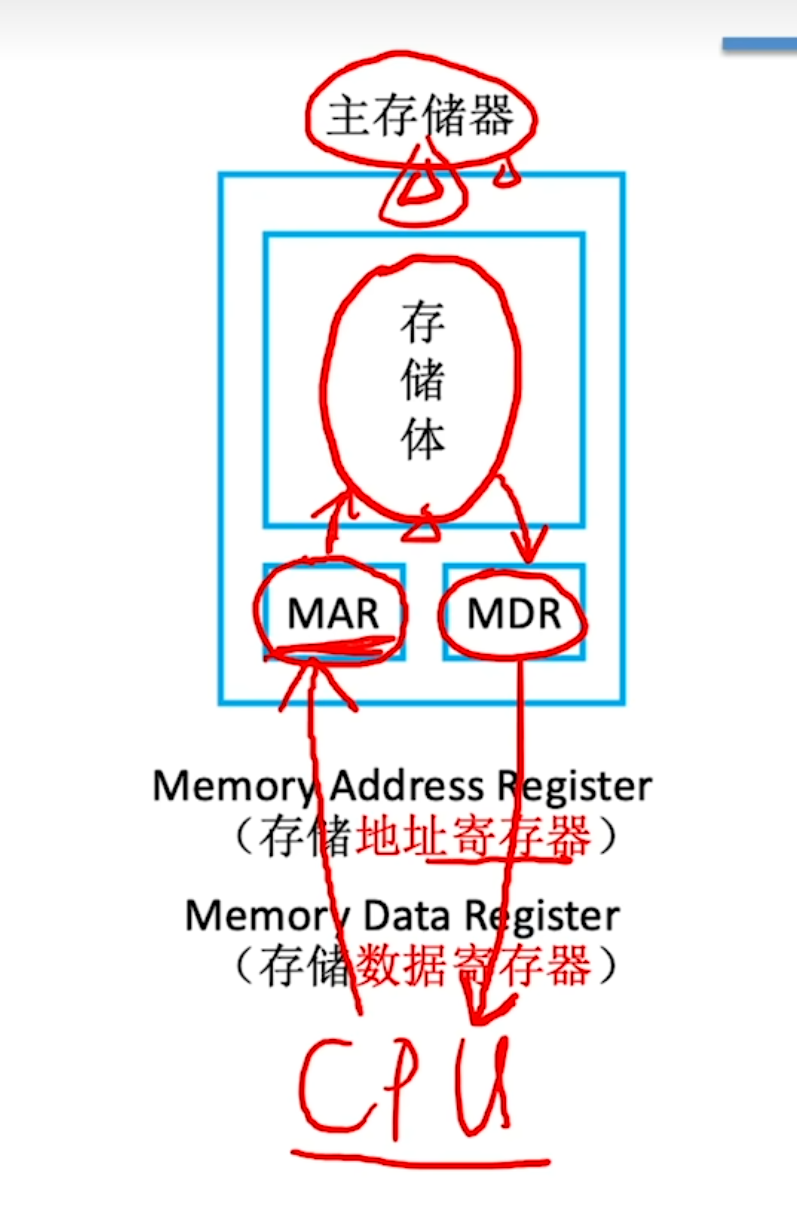 主存储器
存
储
体
MAR MDR
Memory Address Register
（存储地址寄存器）
Memory Data Register
（存储数据寄存器）
CPU